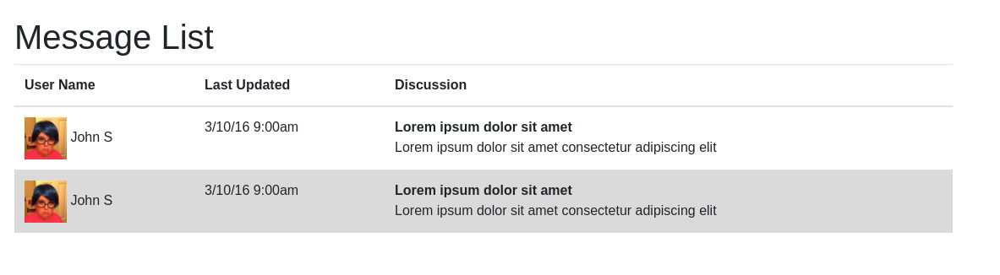 Message List
User Name Last Updated Discussion
John S 3/10/16 9:00am Lorem ipsum dolor sit amet
Lorem ipsum dolor sit amet consectetur adipiscing elit
John S 3/10/16 9:00am Lorem ipsum dolor sit amet
Lorem ipsum dolor sit amet consectetur adipiscing elit